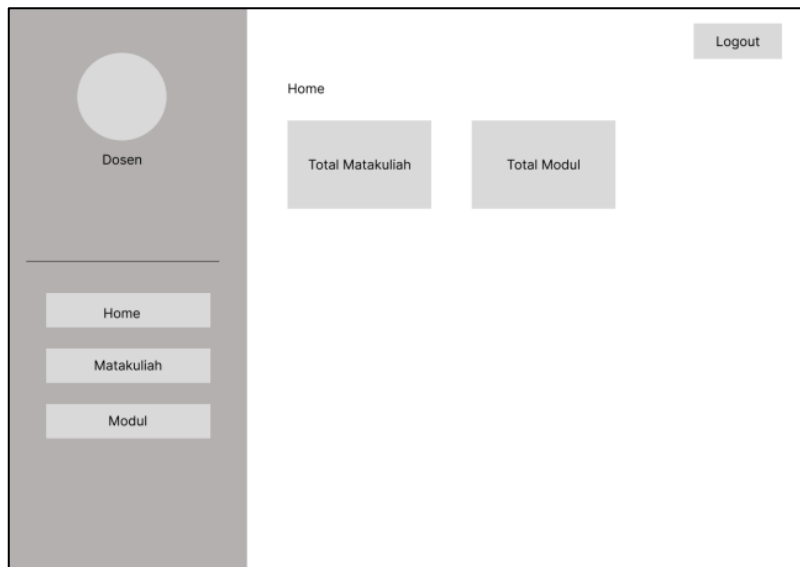 Logout
Home
Dosen
Total Matakuliah
Total Modul
Home
Matakuliah
Modul